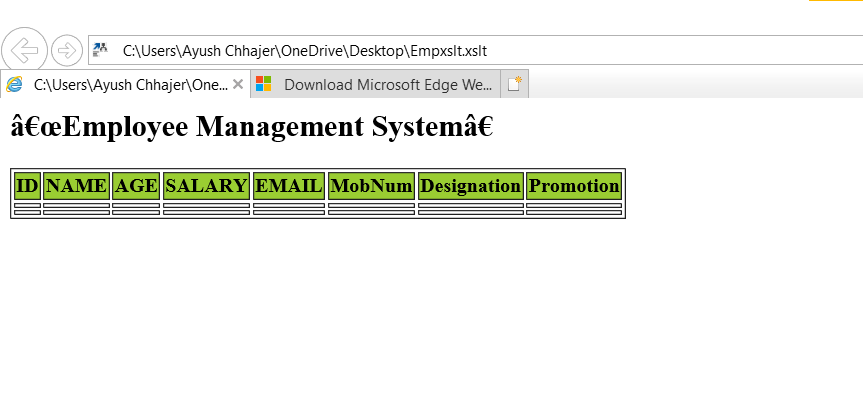 C:\Users\Ayush Chhajer\OneDrive\Desktop\Empxslt.xslt
C:\Users\Ayush Chhajer\One... Download Microsoft Edge We...
â€œEmployee Management Systemâ€
ID NAME AGE SALARY EMAIL MobNum Designation Promotion